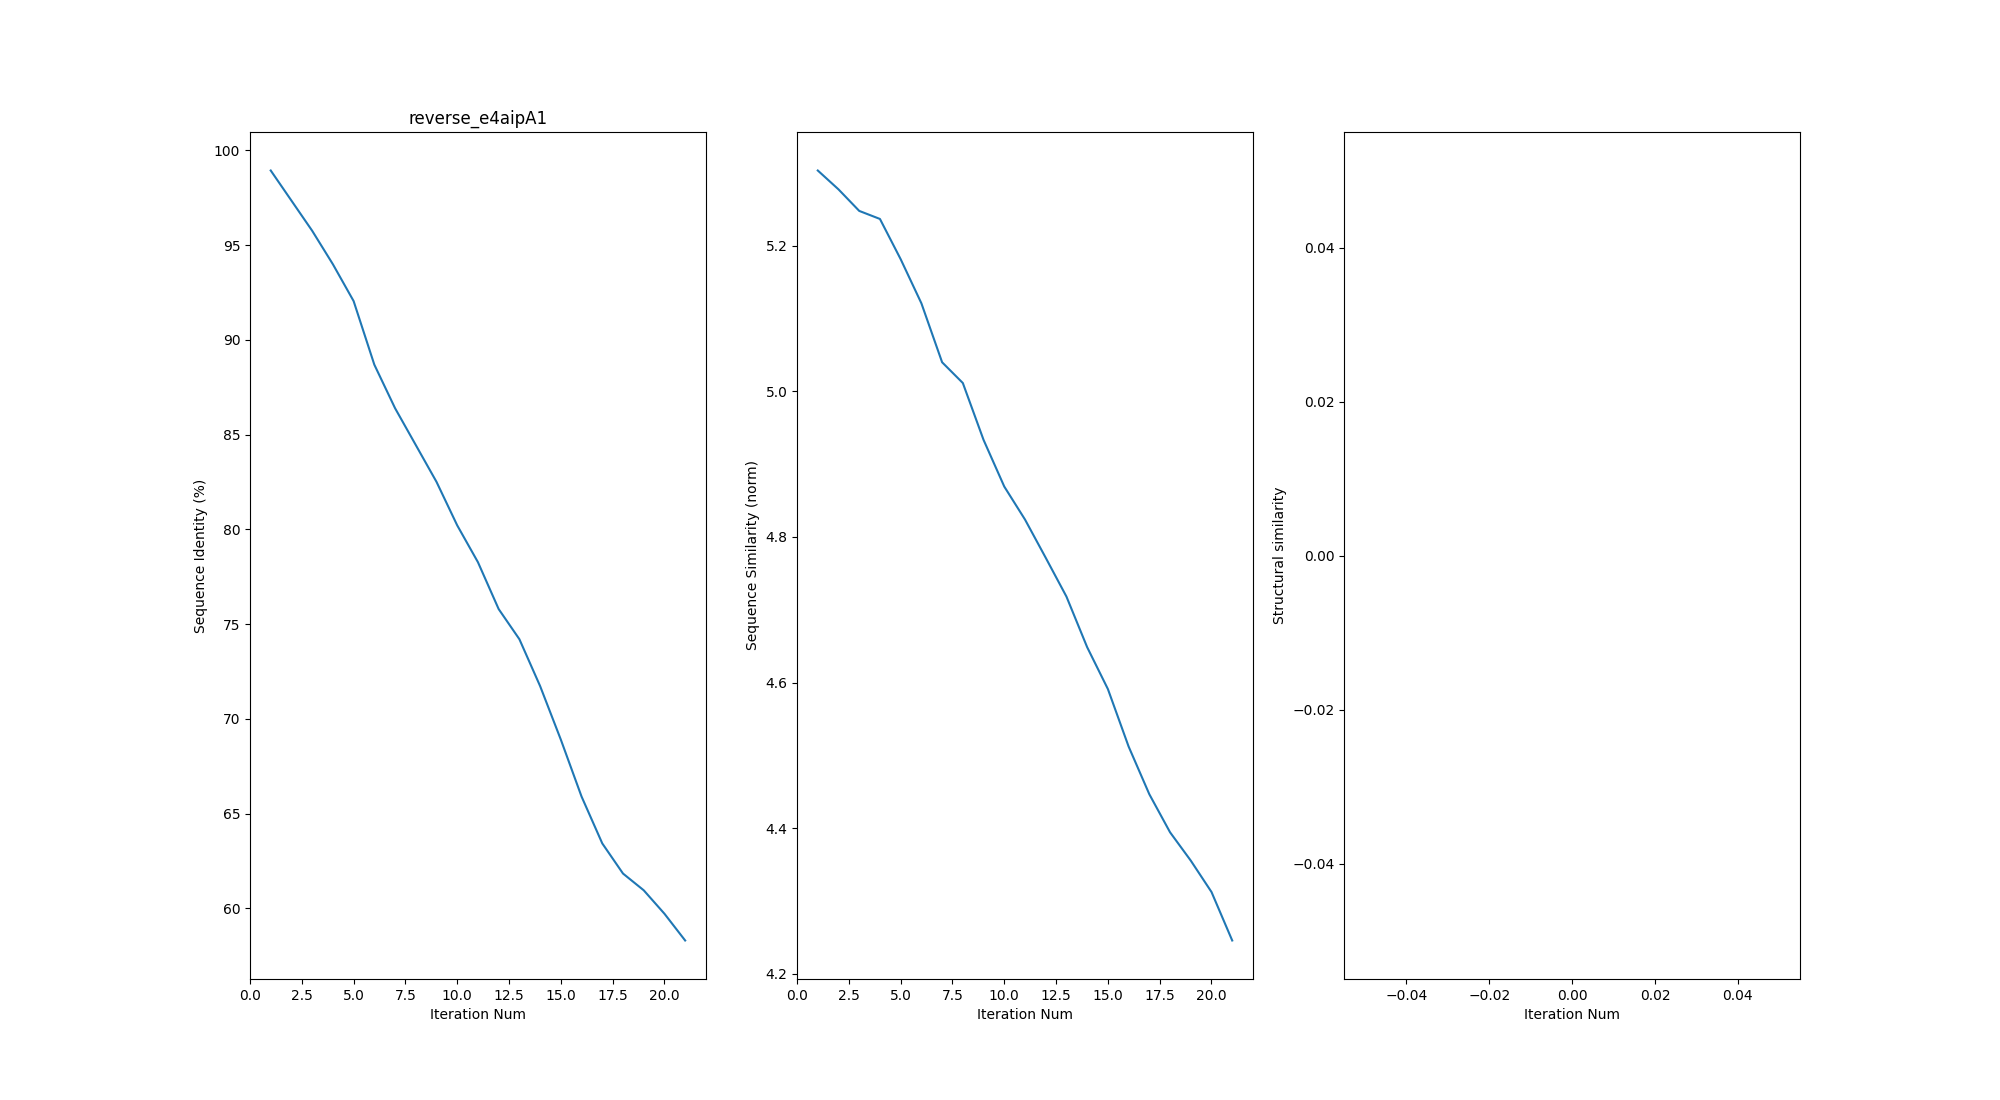 reverse_e4aipA1
100
95
90
85
80
75
70
65
60
Sequence Identity (%)
0.0 2.5 5.0 7.5 10.0 12.5 15.0 17.5 20.0
Iteration Num
5.2
5.0
4.8
4.6
4.4
4.2
Sequence Similarity (norm)
0.0 2.5 5.0 7.5 10.0 12.5 15.0 17.5 20.0
Iteration Num
0.04
0.02
0.00
−0.02
−0.04
Structural similarity
−0.04 −0.02 0.00 0.02 0.04
Iteration Num